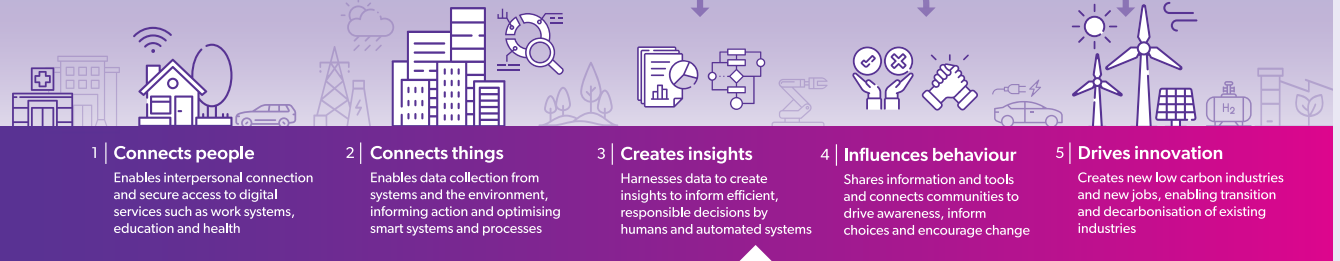 H2
1 | Connects people
Enables interpersonal connection
and secure access to digital
services such as work systems,
education and health
2 | Connects things
Enables data collection from
systems and the environment,
informing action and optimising
smart systems and processes
3 | Creates insights
Harnesses data to create
insights to inform efficient,
responsible decisions by
humans and automated systems
4 | Influences behaviour
Shares information and tools
and connects communities to
drive awareness, inform
choices and encourage change
5 | Drives innovation
Creates new low carbon industries
and new jobs, enabling transition
and decarbonisation of existing
industries